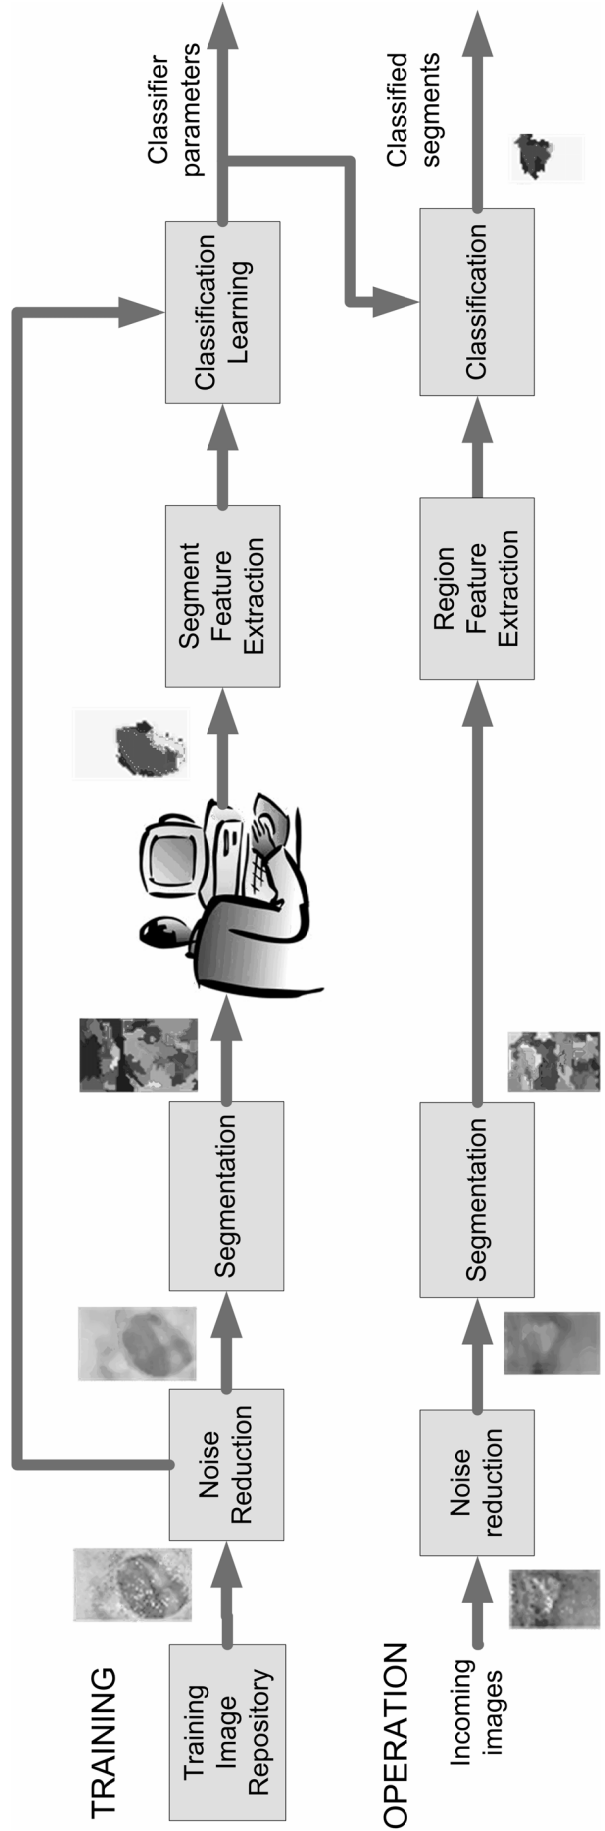 TRAINING
Training
Image
Repository
Noise
Reduction
Segmentation
Segment
Feature
Extraction
Classification
Learning
Classifier
parameters
OPERATION
Incoming
images
Noise
reduction
Segmentation
Region
Feature
Extraction
Classification
Classified
segments